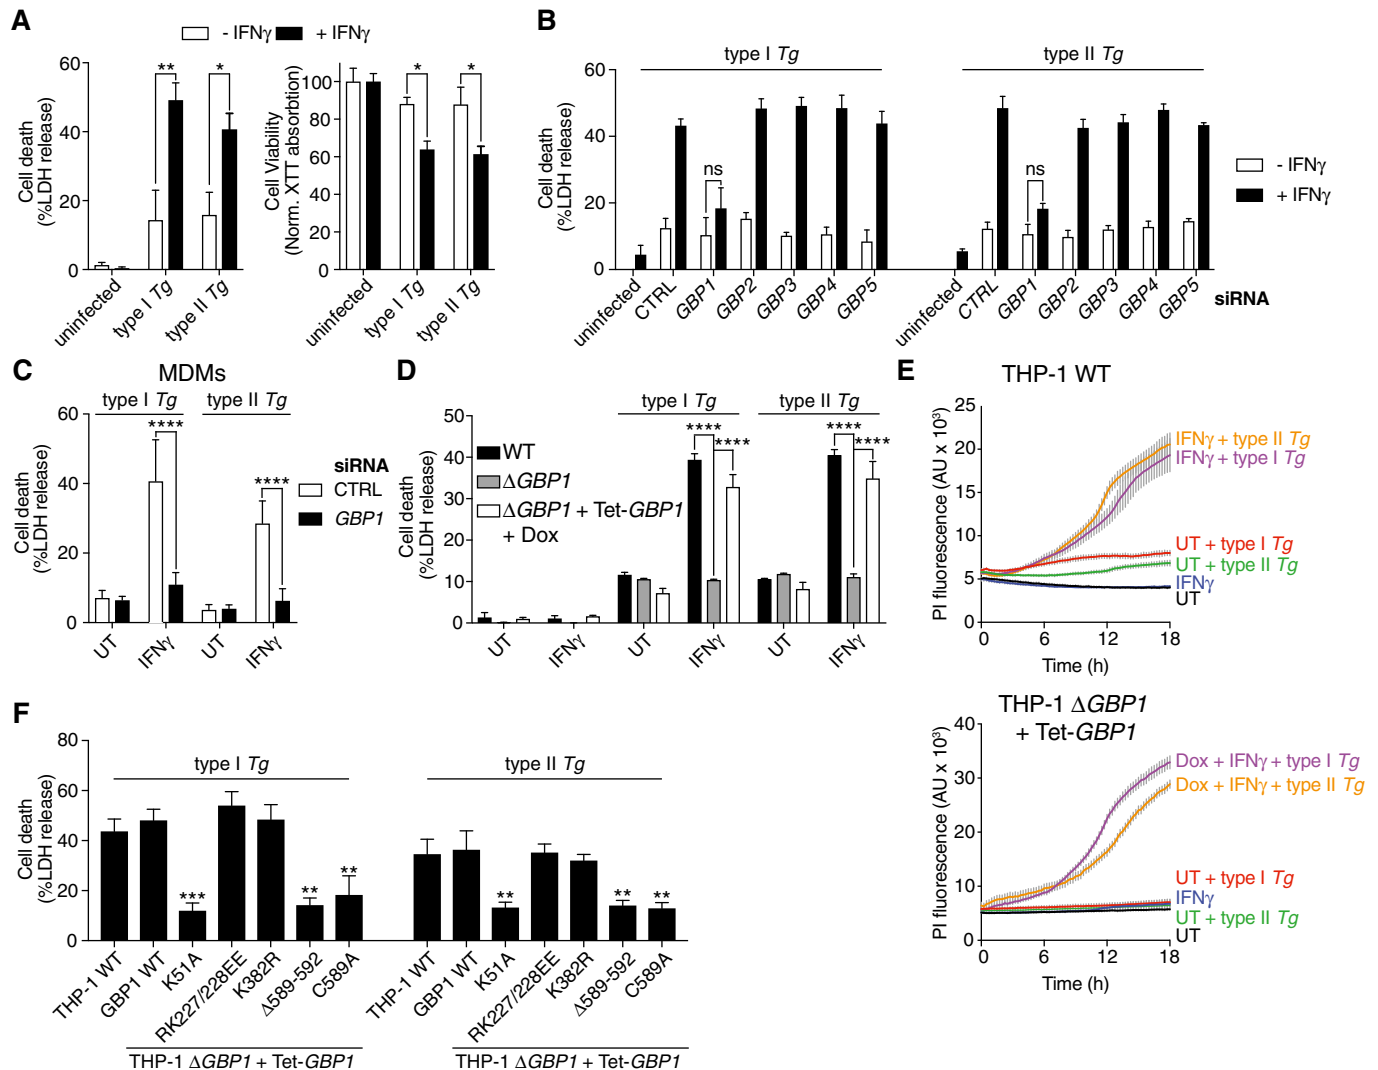 A
- IFNγ
+ IFNγ
Cell death
(%LDH release)
60
40
20
0
**
*
uninfected
type I Tg
type II Tg
Cell Viability
(Norm. XTT absorbtion)
100
80
60
40
20
0
*
*
uninfected
type I Tg
type II Tg
B
type I Tg
type II Tg
Cell death
(%LDH release)
60
40
20
0
ns
ns
- IFNγ
+ IFNγ
uninfected
CTRL
GBP1
GBP2
GBP3
GBP4
GBP5
uninfected
CTRL
GBP1
GBP2
GBP3
GBP4
GBP5
siRNA
C
MDMs
type I Tg
type II Tg
Cell death
(%LDH release)
60
40
20
0
****
****
siRNA
CTRL
GBP1
UT
IFNγ
UT
IFNγ
D
type I Tg
type II Tg
Cell death
(%LDH release)
50
40
30
20
10
0
WT
ΔGBP1
ΔGBP1 + Tet-GBP1
+ Dox
****
****
****
****
UT
IFNγ
UT
IFNγ
UT
IFNγ
E
THP-1 WT
PI fluorescence (AU x 10³)
25
20
15
10
5
0
IFNγ + type II Tg
IFNγ + type I Tg
UT + type I Tg
UT + type II Tg
IFNγ
UT
0
6
12
18
Time (h)
THP-1 ΔGBP1
+ Tet-GBP1
PI fluorescence (AU x 10³)
40
30
20
10
0
Dox + IFNγ + type I Tg
Dox + IFNγ + type II Tg
UT + type I Tg
IFNγ
UT + type II Tg
UT
0
6
12
18
Time (h)
F
Cell death
(%LDH release)
80
60
40
20
0
type I Tg
type II Tg
***
**
**
**
**
**
THP-1 WT
GBP1 WT
K51A
RK227/228EE
K382R
Δ589-592
C589A
THP-1 WT
GBP1 WT
K51A
RK227/228EE
K382R
Δ589-592
C589A
THP-1 ΔGBP1 + Tet-GBP1
THP-1 ΔGBP1 + Tet-GBP1